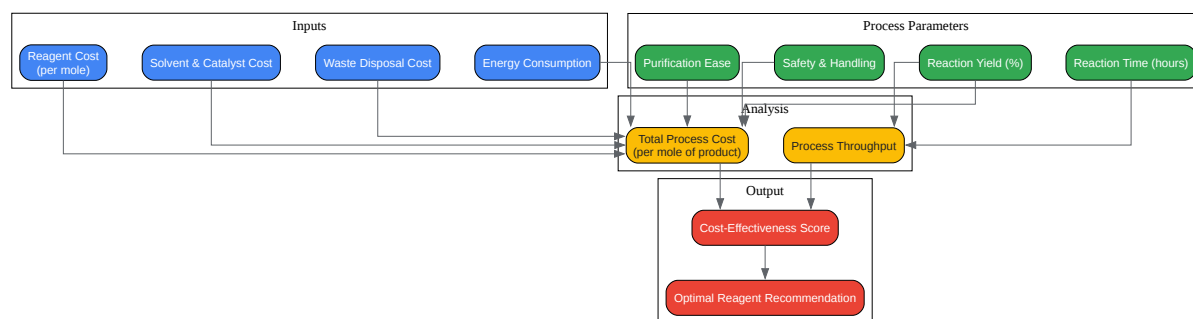 Inputs
Process Parameters
Reagent Cost
(per mole)
Solvent & Catalyst Cost
Waste Disposal Cost
Energy Consumption
Purification Ease
Safety & Handling
Reaction Yield (%)
Reaction Time (hours)
Analysis
Total Process Cost
(per mole of product)
Process Throughput
Output
Cost-Effectiveness Score
Optimal Reagent Recommendation